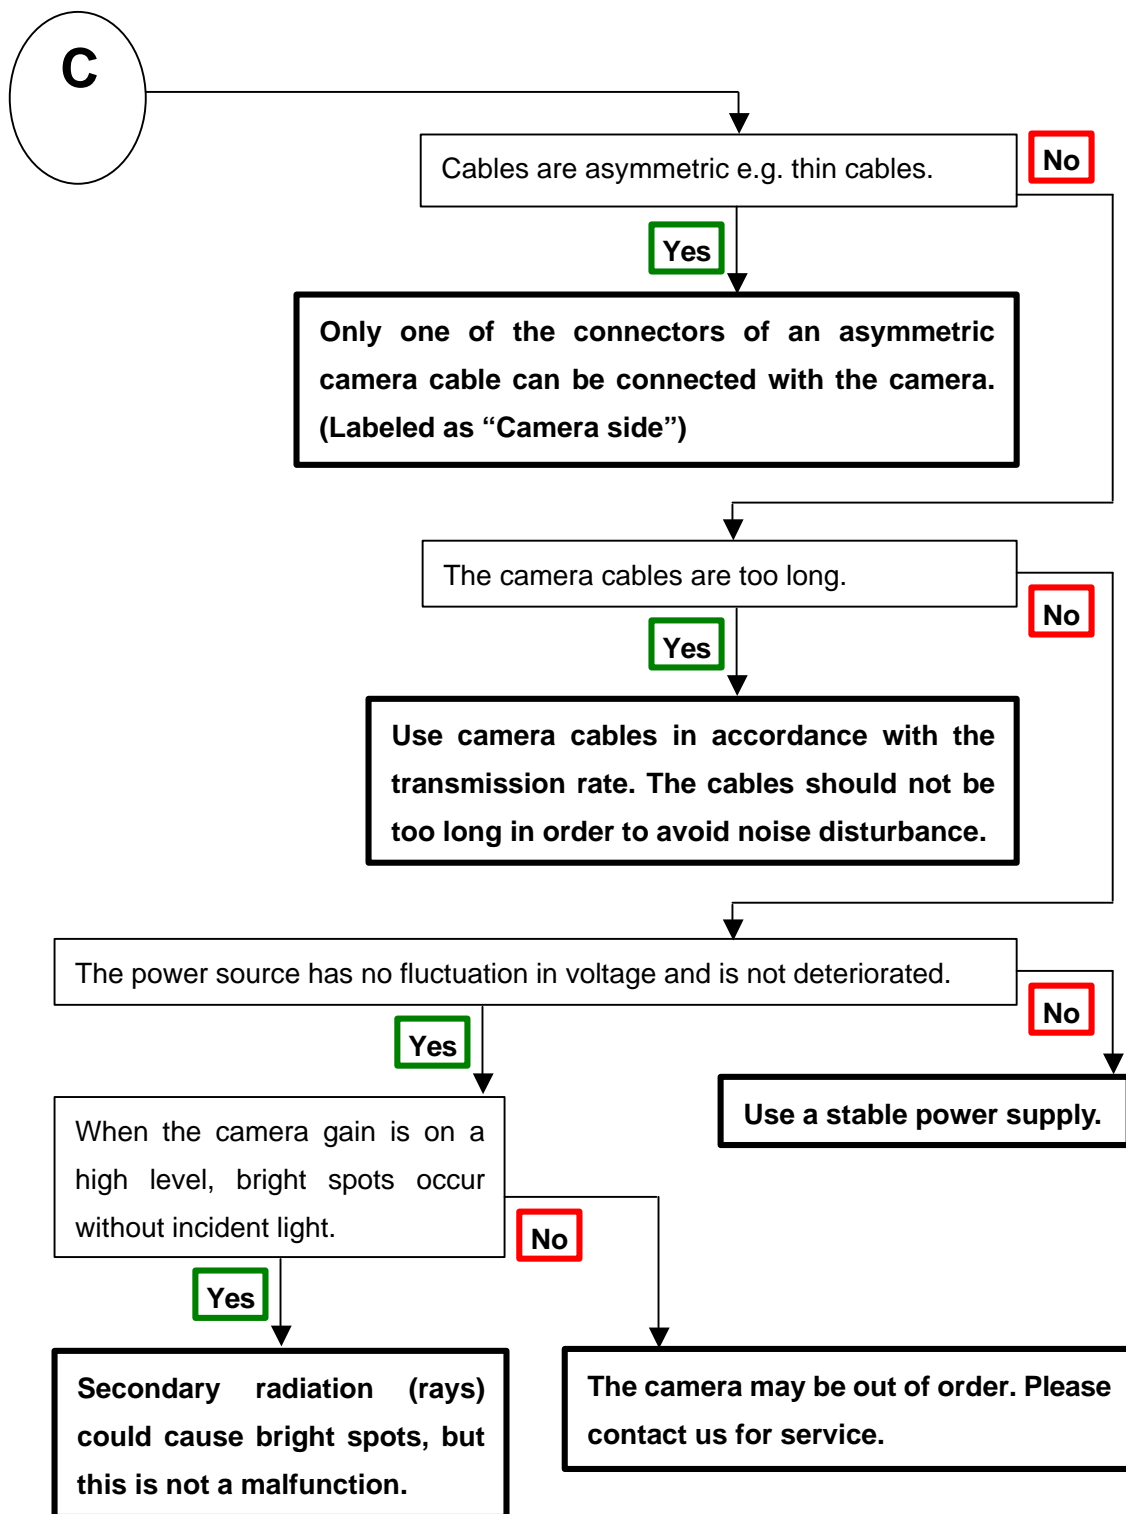 C
Cables are asymmetric e.g. thin cables.
No
Yes
Only one of the connectors of an asymmetric
camera cable can be connected with the camera.
(Labeled as “Camera side”)
The camera cables are too long.
No
Yes
Use camera cables in accordance with the
transmission rate. The cables should not be
too long in order to avoid noise disturbance.
The power source has no fluctuation in voltage and is not deteriorated.
No
Yes
Use a stable power supply.
When the camera gain is on a
high level, bright spots occur
without incident light.
No
Yes
Secondary radiation (rays)
could cause bright spots, but
this is not a malfunction.
The camera may be out of order. Please
contact us for service.